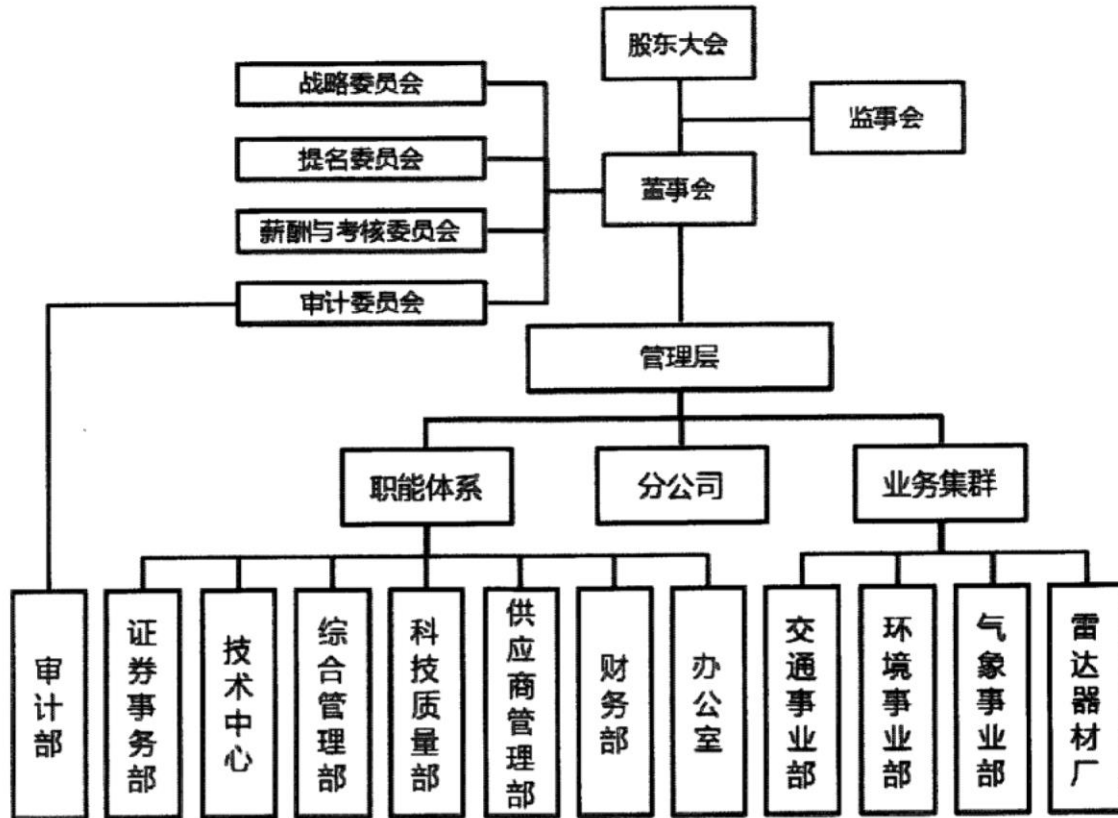 股东大会
战略委员会
监事会
提名委员会
董事会
薪酬与考核委员会
审计委员会
管理层
职能体系
分公司
业务集群
审计部
证券事务部
技术中心
综合管理部
科技质量部
供应商管理部
财务部
办公室
交通事业部
环境事业部
气象事业部
雷达器材厂